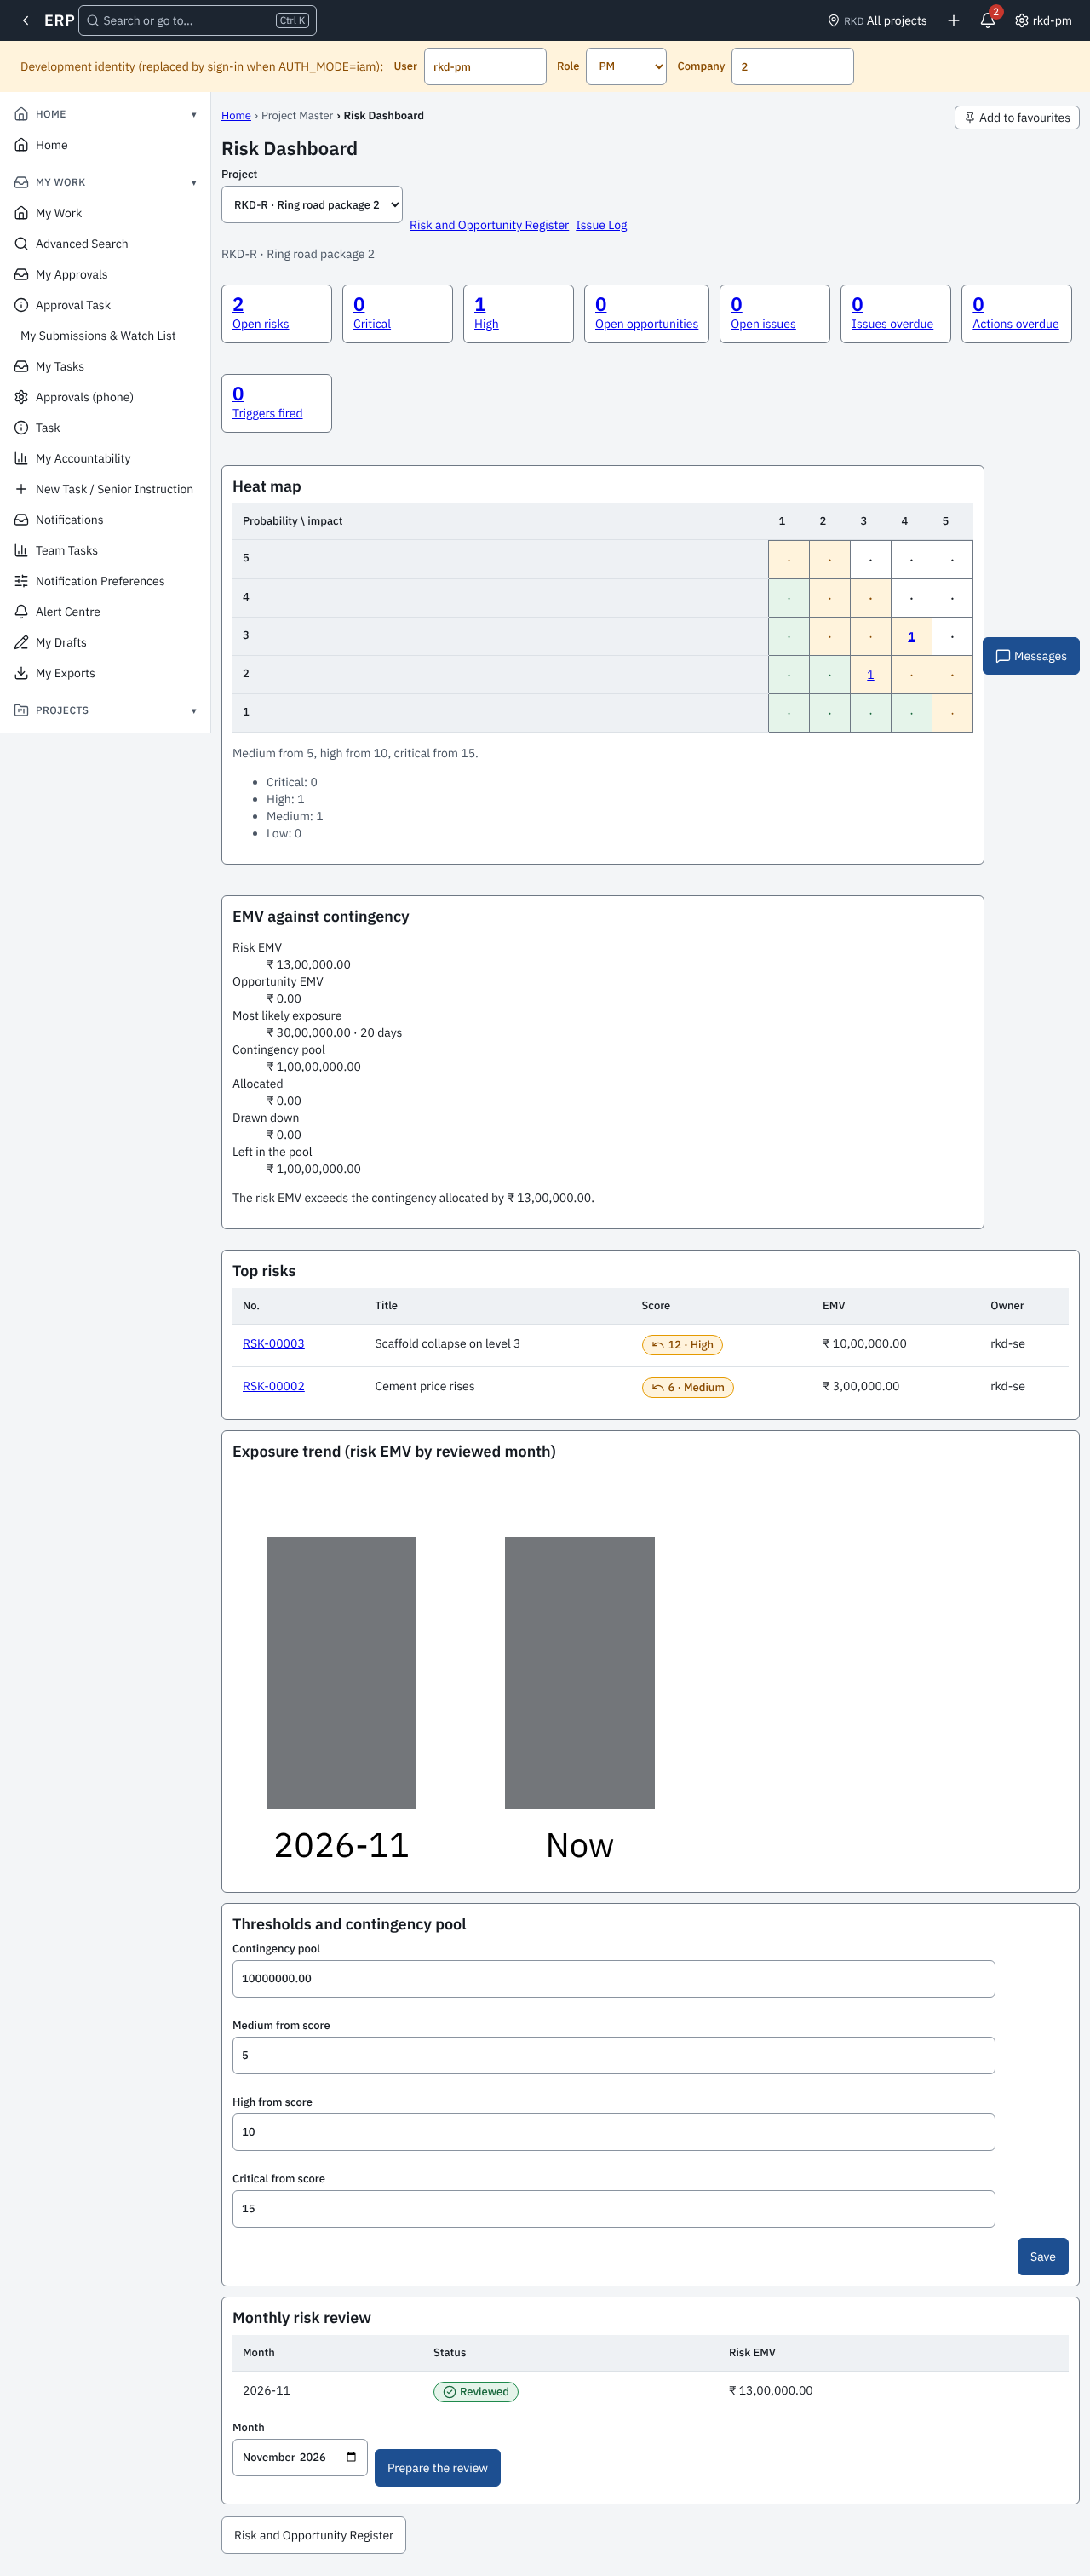 ERP
Search or go to... Ctrl K
RKD All projects
2
rkd-pm
Development identity (replaced by sign-in when AUTH_MODE=iam): User rkd-pm Role PM Company 2
HOME
Home
MY WORK
My Work
Advanced Search
My Approvals
Approval Task
My Submissions & Watch List
My Tasks
Approvals (phone)
Task
My Accountability
New Task / Senior Instruction
Notifications
Team Tasks
Notification Preferences
Alert Centre
My Drafts
My Exports
PROJECTS
Home › Project Master › Risk Dashboard
Add to favourites
Risk Dashboard
Project
RKD-R · Ring road package 2
Risk and Opportunity Register Issue Log
RKD-R · Ring road package 2
2
Open risks
0
Critical
1
High
0
Open opportunities
0
Open issues
0
Issues overdue
0
Actions overdue
0
Triggers fired
Heat map
Probability \ impact 1 2 3 4 5
5 · · · · ·
4 · · · · ·
3 · · · 1 ·
2 · · 1 · ·
1 · · · · ·
Messages
Medium from 5, high from 10, critical from 15.
• Critical: 0
• High: 1
• Medium: 1
• Low: 0
EMV against contingency
Risk EMV
₹ 13,00,000.00
Opportunity EMV
₹ 0.00
Most likely exposure
₹ 30,00,000.00 · 20 days
Contingency pool
₹ 1,00,00,000.00
Allocated
₹ 0.00
Drawn down
₹ 0.00
Left in the pool
₹ 1,00,00,000.00
The risk EMV exceeds the contingency allocated by ₹ 13,00,000.00.
Top risks
No. Title Score EMV Owner
RSK-00003 Scaffold collapse on level 3 12 · High ₹ 10,00,000.00 rkd-se
RSK-00002 Cement price rises 6 · Medium ₹ 3,00,000.00 rkd-se
Exposure trend (risk EMV by reviewed month)
2026-11 Now
Thresholds and contingency pool
Contingency pool
10000000.00
Medium from score
5
High from score
10
Critical from score
15
Save
Monthly risk review
Month Status Risk EMV
2026-11 Reviewed ₹ 13,00,000.00
Month
November 2026
Prepare the review
Risk and Opportunity Register